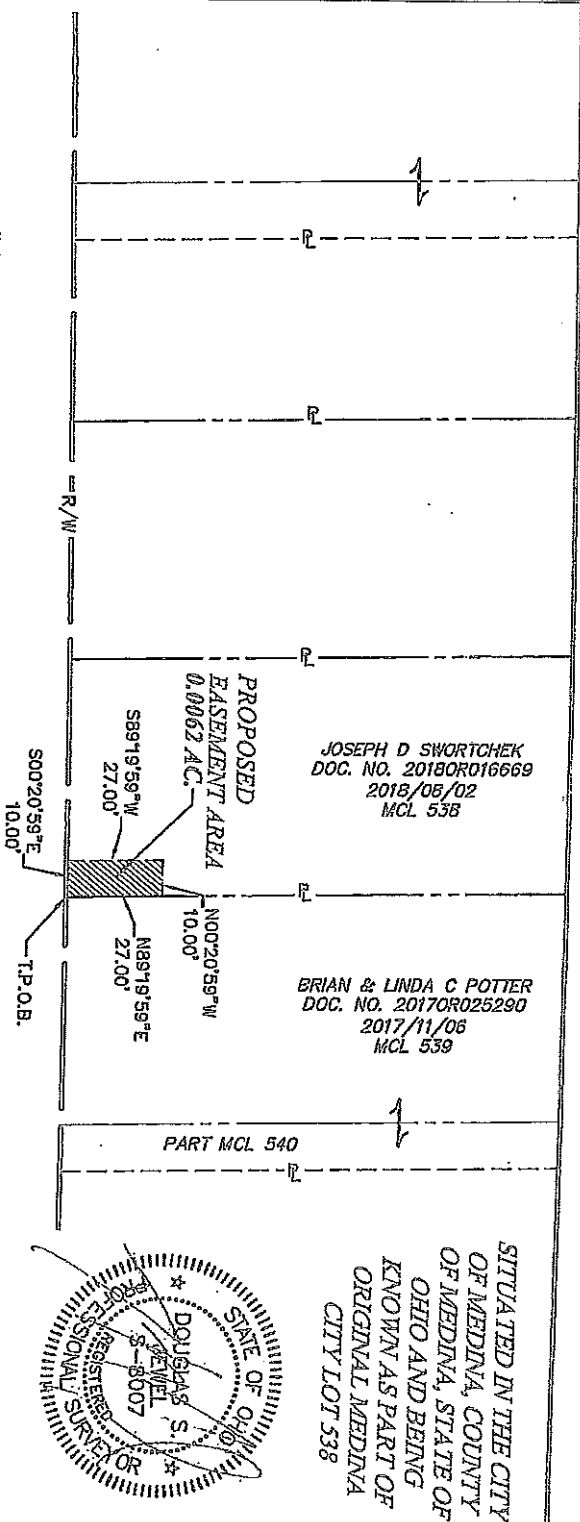 SITUATED IN THE CITY
OF MEDINA, COUNTY
OF MEDINA, STATE OF
OHIO AND BEING
KNOWN AS PART OF
ORIGINAL MEDINA
CITY LOT 538
JOSEPH D SWORTCHEK
DOC. NO. 2018OR016669
2018/08/02
MCL 538
BRIAN & LINDA C POTTER
DOC. NO. 2017OR025290
2017/11/06
MCL 539
PART MCL 540
PL
PL
PL
PL
PL
R/W
PROPOSED
EASEMENT AREA
0.0062 AC.
S89°19'59"W
27.00'
N00°20'59"W
10.00'
N89°19'59"E
27.00'
S00°20'59"E
10.00'
T.P.O.B.
STATE OF OHIO
DOUGLAS S.
JEWEL
S-8007
REGISTERED
PROFESSIONAL SURVEYOR